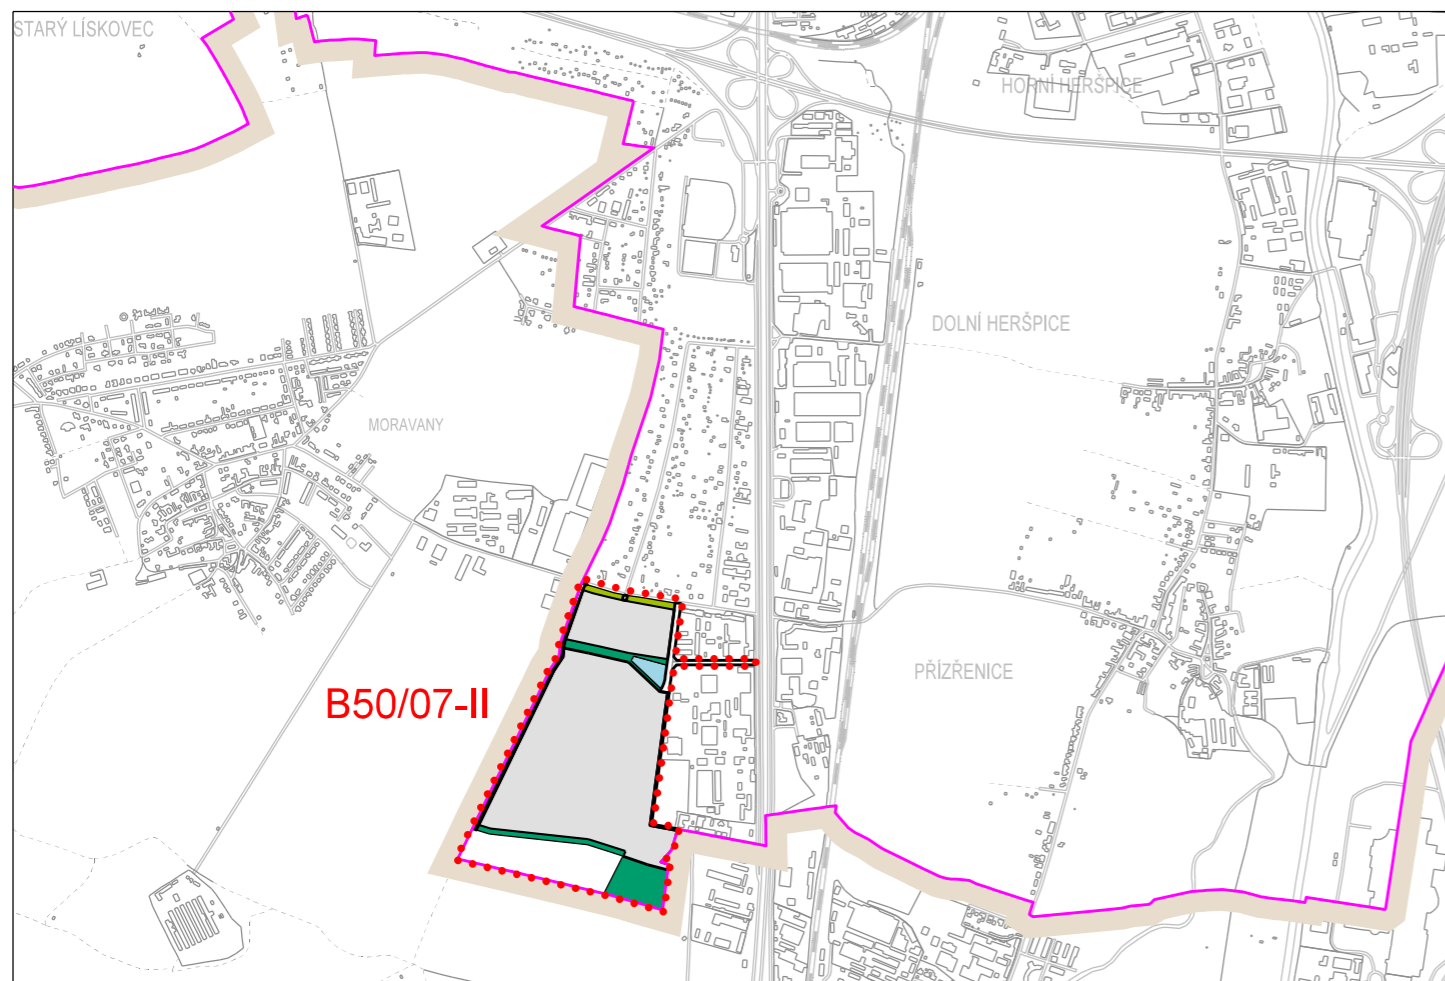 STARÝ LÍSKOVEC
HORNÍ HERŠPICE
DOLNÍ HERŠPICE
MORAVANY
PŘÍZŘENICE
B50/07-II